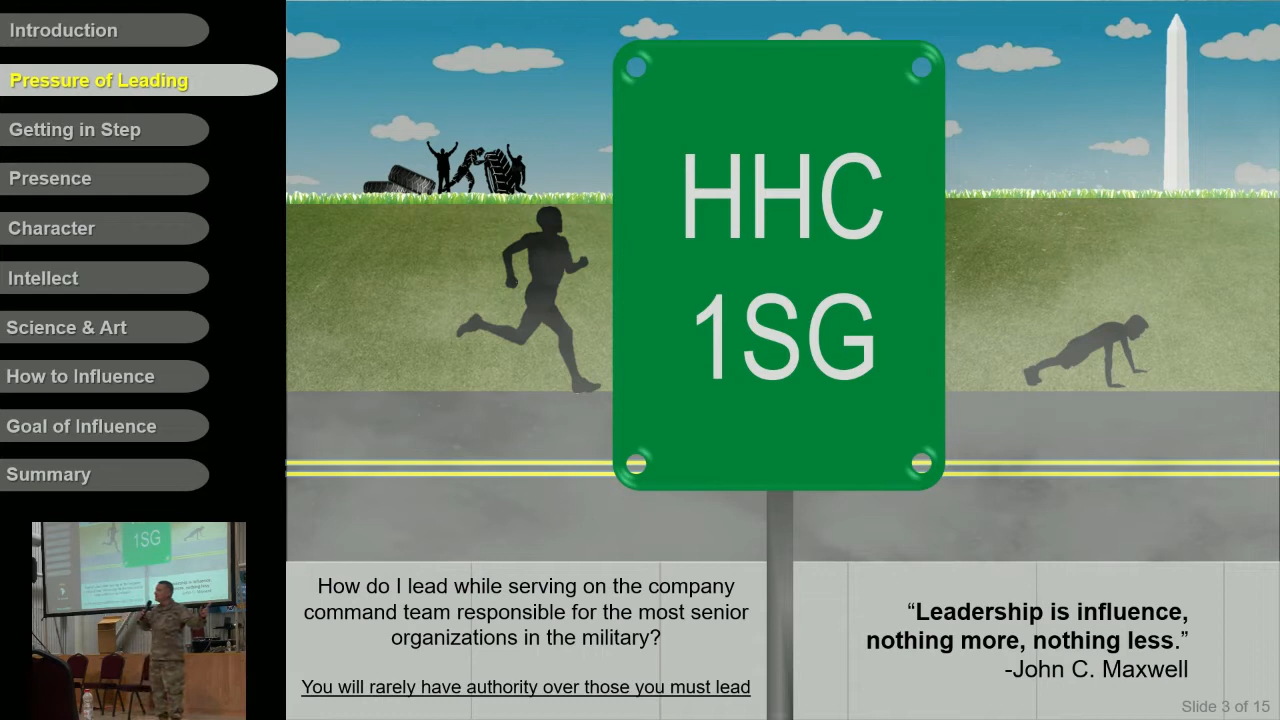 Introduction
Pressure of Leading
Getting in Step
Presence
Character
Intellect
Science & Art
How to Influence
Goal of Influence
Summary
1SG
HHC
1SG
How do I lead while serving on the company
command team responsible for the most senior
organizations in the military?
You will rarely have authority over those you must lead
“Leadership is influence,
nothing more, nothing less.”
-John C. Maxwell
Slide 3 of 15